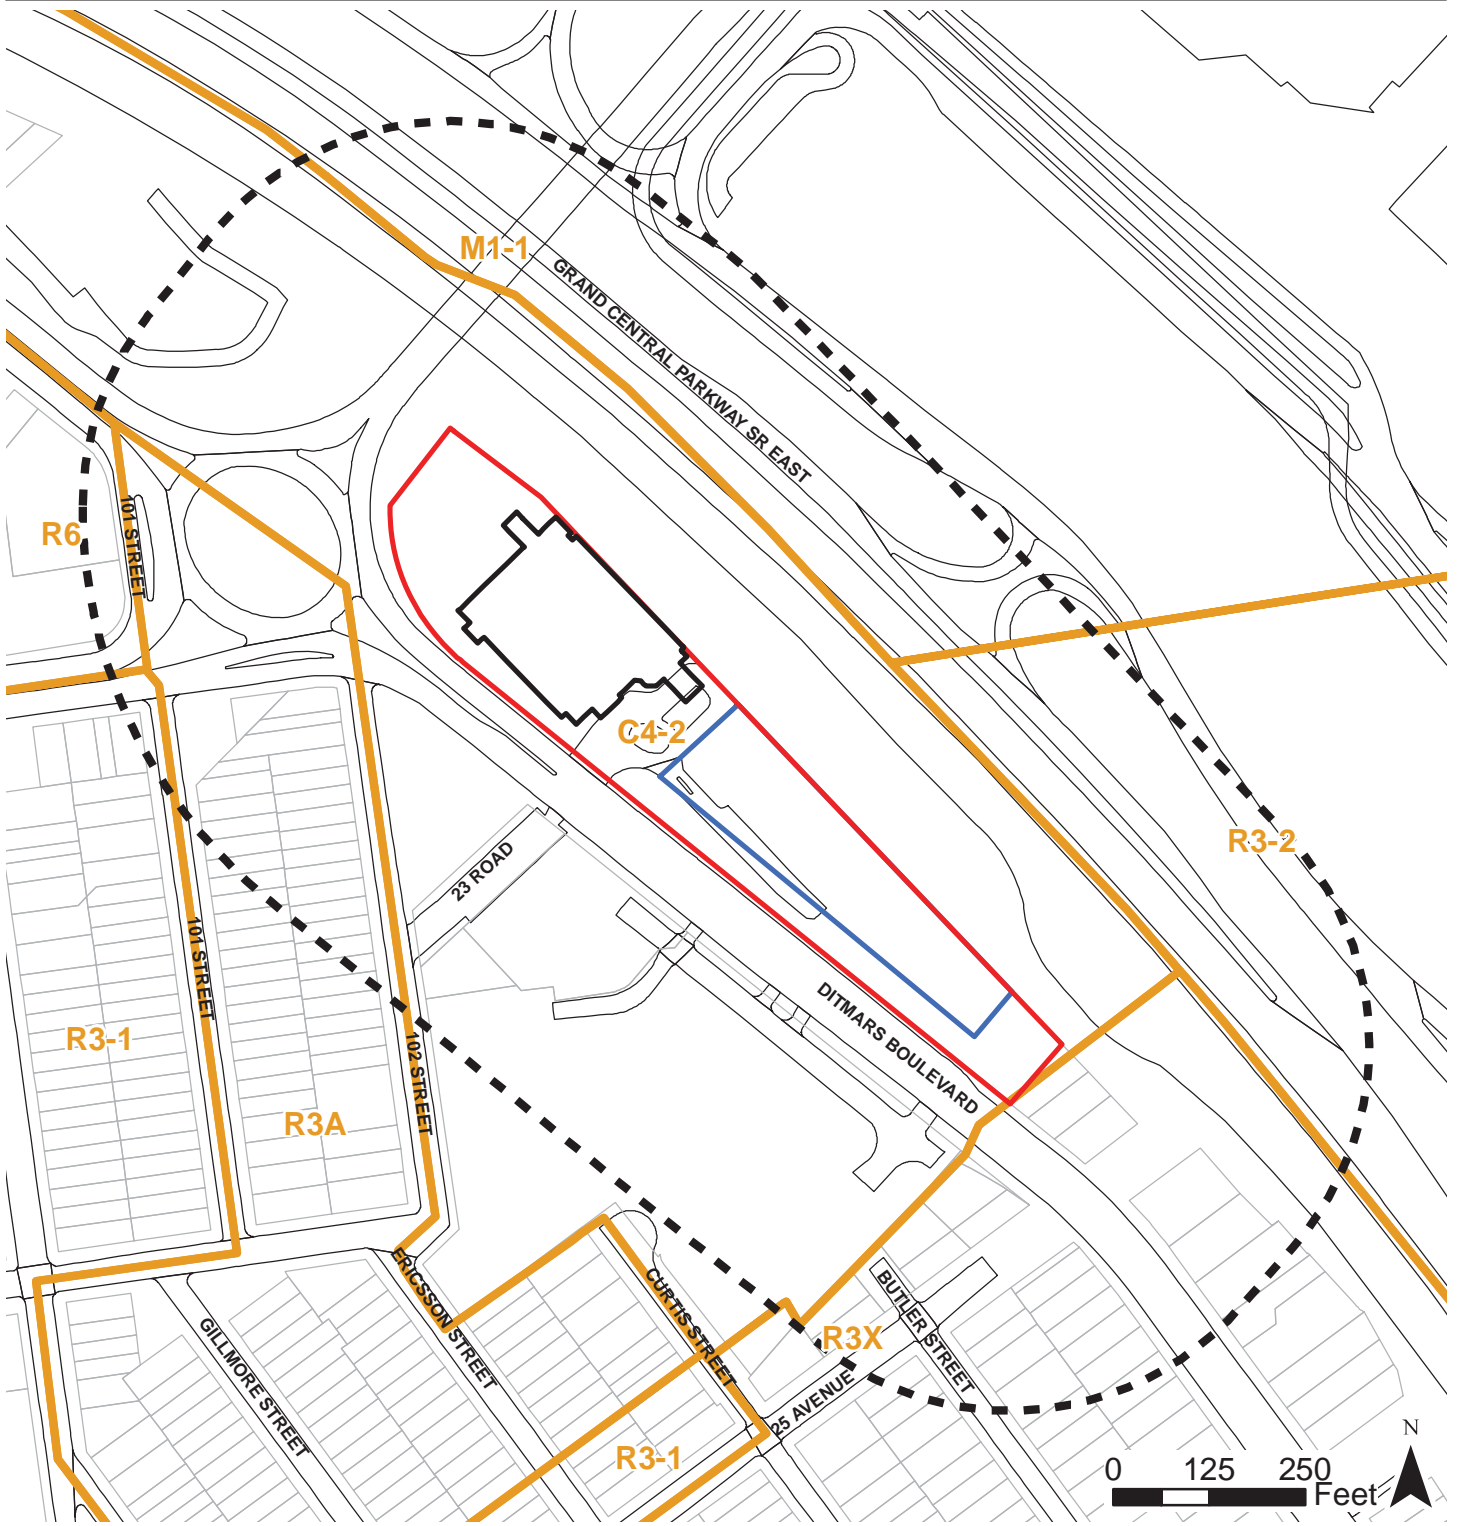 M1-1
GRAND CENTRAL PARKWAY SR EAST
R6
101 STREET
C4-2
R3-2
23 ROAD
101 STREET
DITMARS BOULEVARD
R3-1
102 STREET
R3A
ERICSSON STREET
CURTIS STREET
BUTLER STREET
GILLMORE STREET
R3X
25 AVENUE
R3-1
N
0 125 250
Feet